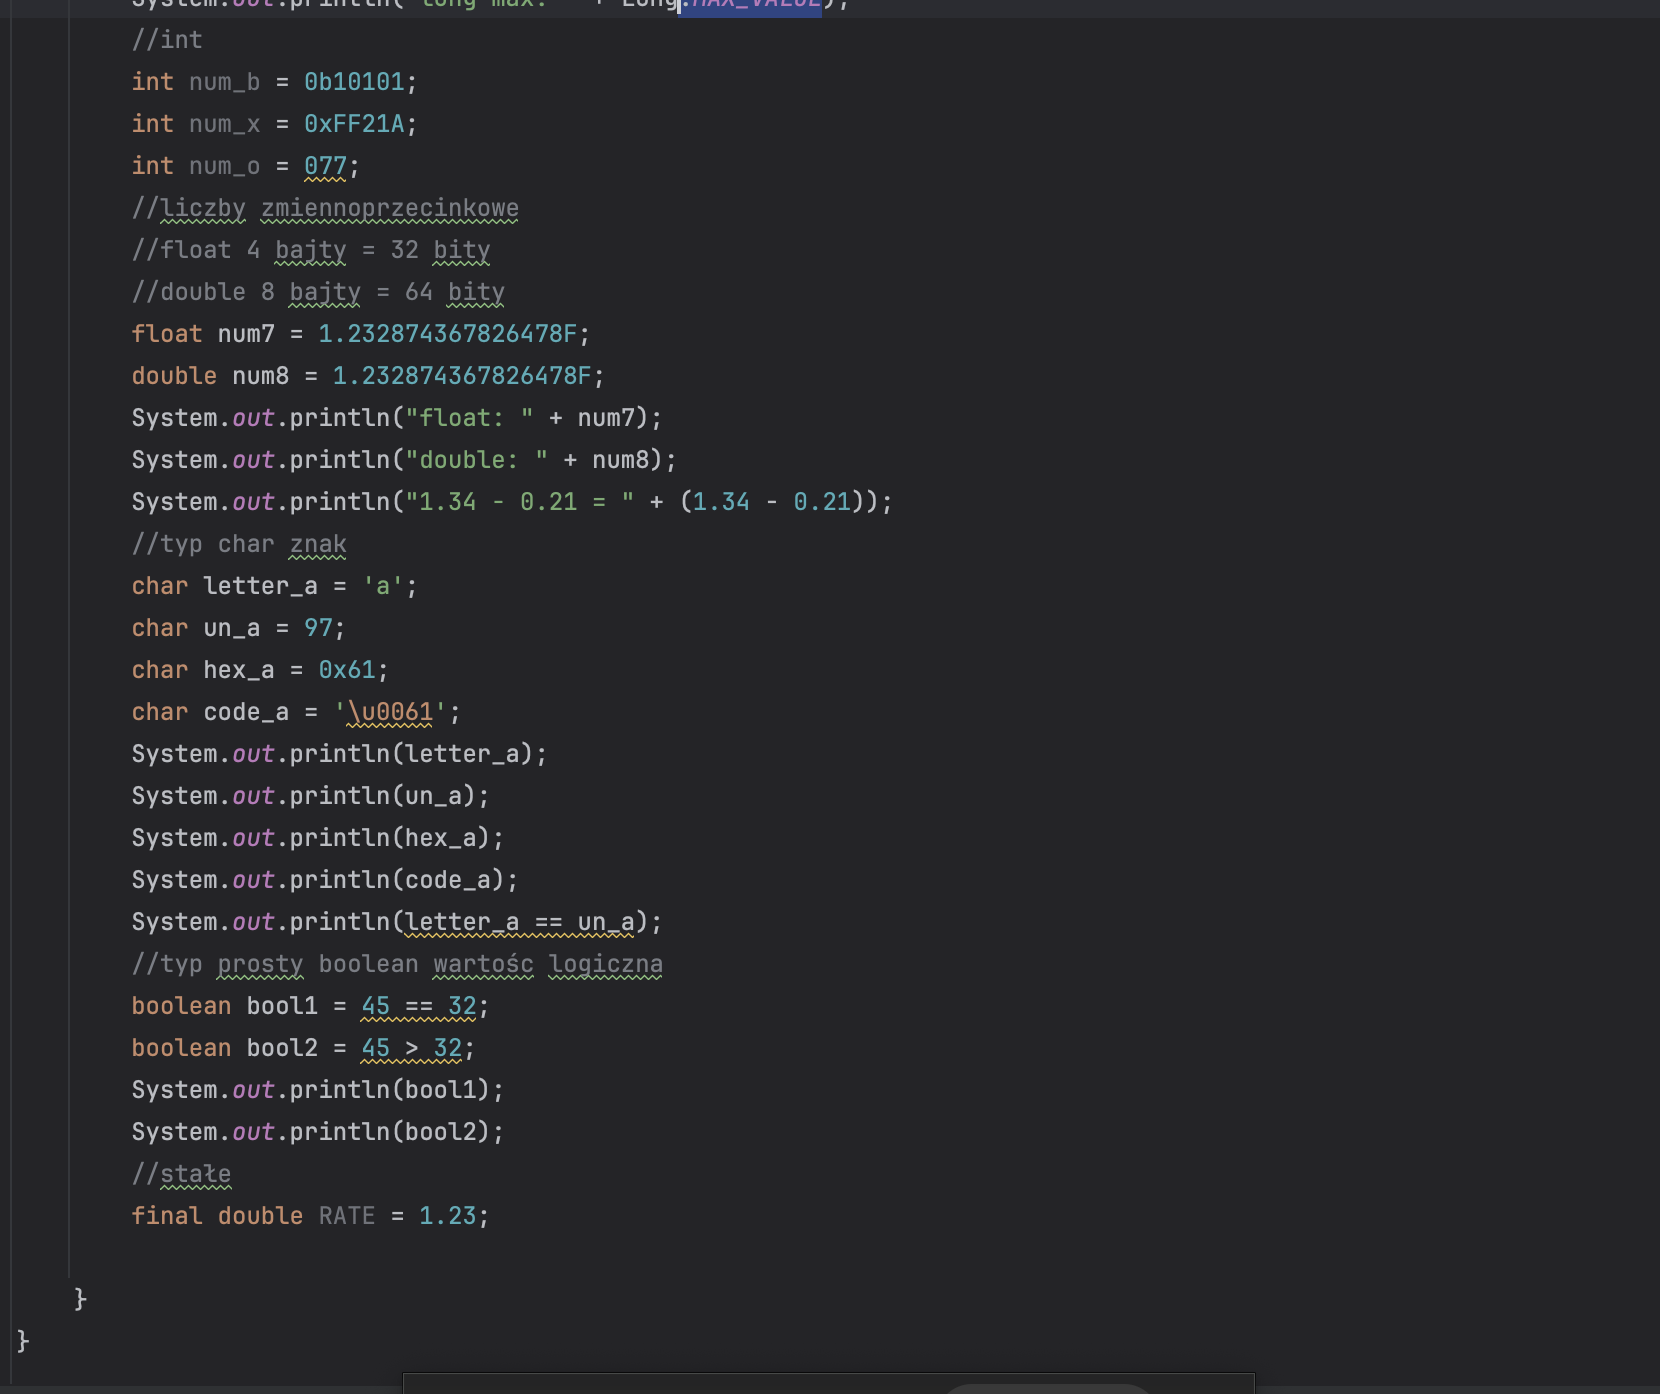 System.out.println("long max: " + Long.MAX_VALUE);
//int
int num_b = 0b10101;
int num_x = 0xFF21A;
int num_o = 077;
//liczby zmiennoprzecinkowe
//float 4 bajty = 32 bity
//double 8 bajty = 64 bity
float num7 = 1.232874367826478F;
double num8 = 1.232874367826478F;
System.out.println("float: " + num7);
System.out.println("double: " + num8);
System.out.println("1.34 - 0.21 = " + (1.34 - 0.21));
//typ char znak
char letter_a = 'a';
char un_a = 97;
char hex_a = 0x61;
char code_a = '\u0061';
System.out.println(letter_a);
System.out.println(un_a);
System.out.println(hex_a);
System.out.println(code_a);
System.out.println(letter_a == un_a);
//typ prosty boolean wartośc logiczna
boolean bool1 = 45 == 32;
boolean bool2 = 45 > 32;
System.out.println(bool1);
System.out.println(bool2);
//stałe
final double RATE = 1.23;
}
}